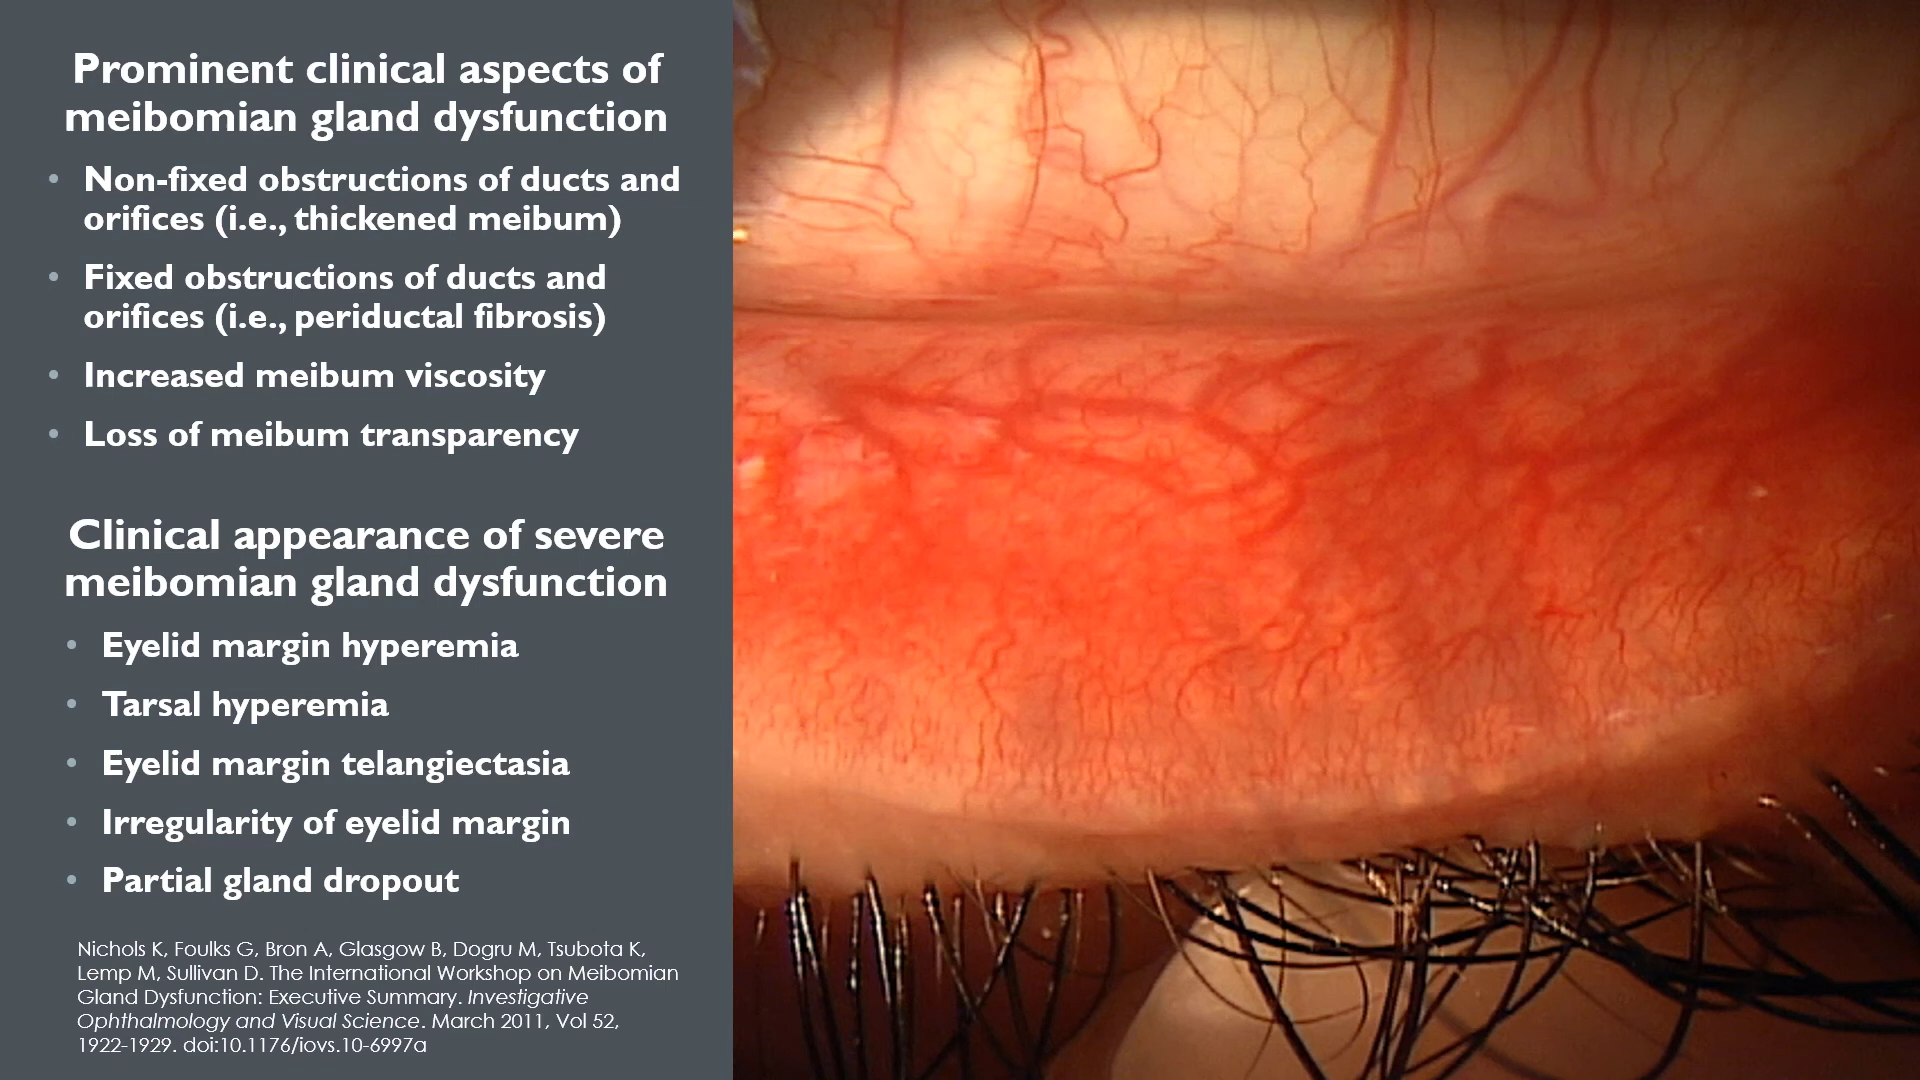 Prominent clinical aspects of
meibomian gland dysfunction
• Non-fixed obstructions of ducts and
orifices (i.e., thickened meibum)
• Fixed obstructions of ducts and
orifices (i.e., periductal fibrosis)
• Increased meibum viscosity
• Loss of meibum transparency
Clinical appearance of severe
meibomian gland dysfunction
• Eyelid margin hyperemia
• Tarsal hyperemia
• Eyelid margin telangiectasia
• Irregularity of eyelid margin
• Partial gland dropout
Nichols K, Foulks G, Bron A, Glasgow B, Dogru M, Tsubota K,
Lemp M, Sullivan D. The International Workshop on Meibomian
Gland Dysfunction: Executive Summary. Investigative
Ophthalmology and Visual Science. March 2011, Vol 52,
1922-1929. doi:10.1176/iovs.10-6997a